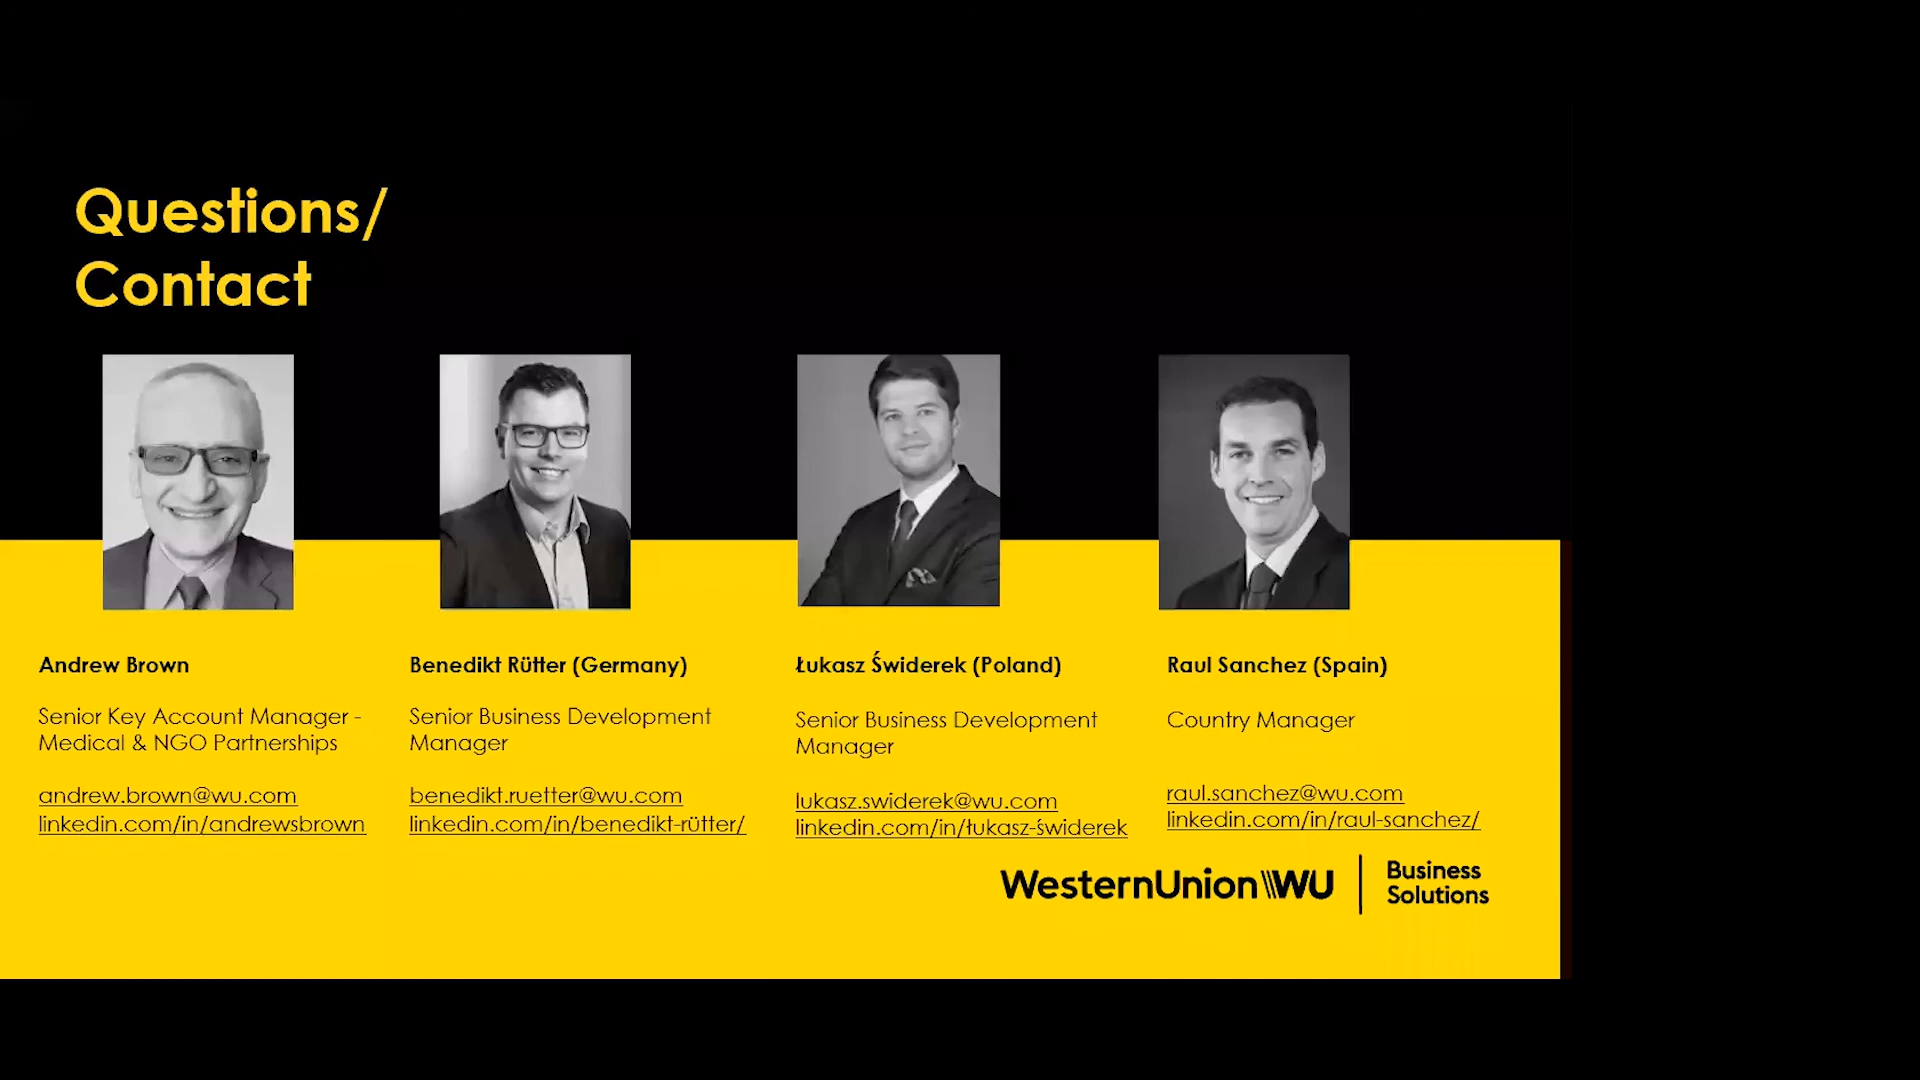 Questions/
Contact
Andrew Brown
Senior Key Account Manager -
Medical & NGO Partnerships
andrew.brown@wu.com
linkedin.com/in/andrewsbrown
Benedikt Rütter (Germany)
Senior Business Development
Manager
benedikt.ruetter@wu.com
linkedin.com/in/benedikt-rütter/
Łukasz Świderek (Poland)
Senior Business Development
Manager
lukasz.swiderek@wu.com
linkedin.com/in/łukasz-świderek
Raul Sanchez (Spain)
Country Manager
raul.sanchez@wu.com
linkedin.com/in/raul-sanchez/
WesternUnion WU
Business
Solutions